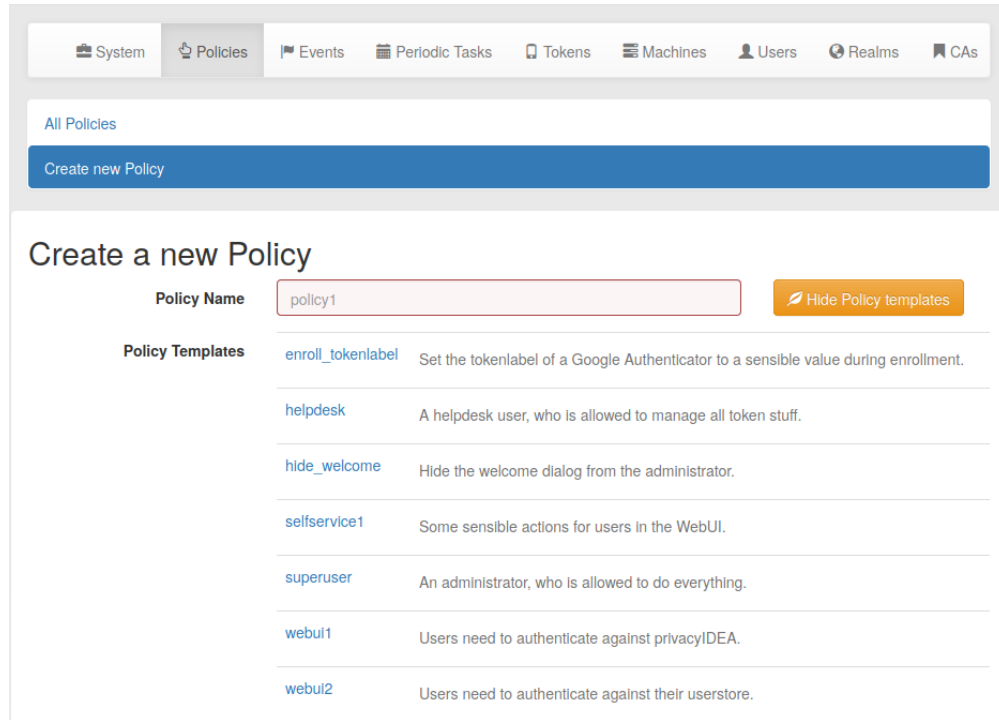 System Policies Events Periodic Tasks Tokens Machines Users Realms CAs
All Policies
Create new Policy
Create a new Policy
Policy Name policy1 Hide Policy templates
Policy Templates enroll_tokenlabel Set the tokenlabel of a Google Authenticator to a sensible value during enrollment.
helpdesk A helpdesk user, who is allowed to manage all token stuff.
hide_welcome Hide the welcome dialog from the administrator.
selfservice1 Some sensible actions for users in the WebUI.
superuser An administrator, who is allowed to do everything.
webui1 Users need to authenticate against privacyIDEA.
webui2 Users need to authenticate against their userstore.